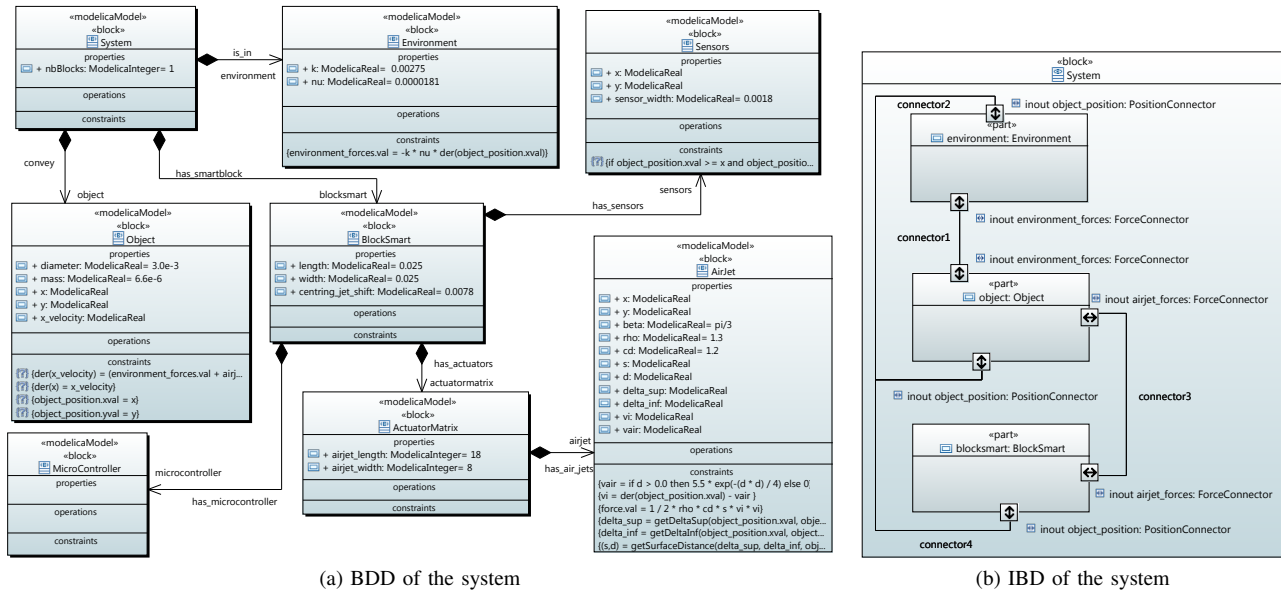 «modelicaModel»
«block»
System
properties
+ nbBlocks: ModelicaInteger= 1
operations
constraints
is_in
environment
«modelicaModel»
«block»
Environment
properties
+ k: ModelicaReal= 0.00275
+ nu: ModelicaReal= 0.0000181
operations
constraints
{environment_forces.val = -k * nu * der(object_position.xval)}
«modelicaModel»
«block»
Sensors
properties
+ x: ModelicaReal
+ y: ModelicaReal
+ sensor_width: ModelicaReal= 0.0018
operations
constraints
{if object_position.xval >= x and object_positio...
convey
object
has_smartblock
blocksmart
sensors
has_sensors
«modelicaModel»
«block»
Object
properties
+ diameter: ModelicaReal= 3.0e-3
+ mass: ModelicaReal= 6.6e-6
+ x: ModelicaReal
+ y: ModelicaReal
+ x_velocity: ModelicaReal
operations
constraints
{der(x_velocity) = (environment_forces.val + airj...
{der(x) = x_velocity}
{object_position.xval = x}
{object_position.yval = y}
«modelicaModel»
«block»
BlockSmart
properties
+ length: ModelicaReal= 0.025
+ width: ModelicaReal= 0.025
+ centring_jet_shift: ModelicaReal= 0.0078
operations
constraints
has_actuators
actuatormatrix
«modelicaModel»
«block»
AirJet
properties
+ x: ModelicaReal
+ y: ModelicaReal
+ beta: ModelicaReal= pi/3
+ rho: ModelicaReal= 1.3
+ cd: ModelicaReal= 1.2
+ s: ModelicaReal
+ d: ModelicaReal
+ delta_sup: ModelicaReal
+ delta_inf: ModelicaReal
+ vi: ModelicaReal
+ vair: ModelicaReal
operations
constraints
{vair = if d > 0.0 then 5.5 * exp(-(d * d) / 4) else 0
{vi = der(object_position.xval) - vair }
{force.val = 1 / 2 * rho * cd * s * vi * vi}
{delta_sup = getDeltaSup(object_position.xval, obje...
{delta_inf = getDeltaInf(object_position.xval, object...
{(s,d) = getSurfaceDistance(delta_sup, delta_inf, obj...
«modelicaModel»
«block»
ActuatorMatrix
properties
+ airjet_length: ModelicaInteger= 18
+ airjet_width: ModelicaInteger= 8
operations
constraints
airjet
has_air_jets
«modelicaModel»
«block»
MicroController
properties
operations
constraints
microcontroller
has_microcontroller
(a) BDD of the system
«block»
System
connector2
inout object_position: PositionConnector
«part»
environment: Environment
inout environment_forces: ForceConnector
connector1
inout environment_forces: ForceConnector
«part»
object: Object
inout airjet_forces: ForceConnector
inout object_position: PositionConnector
connector3
«part»
blocksmart: BlockSmart
inout airjet_forces: ForceConnector
inout object_position: PositionConnector
connector4
(b) IBD of the system